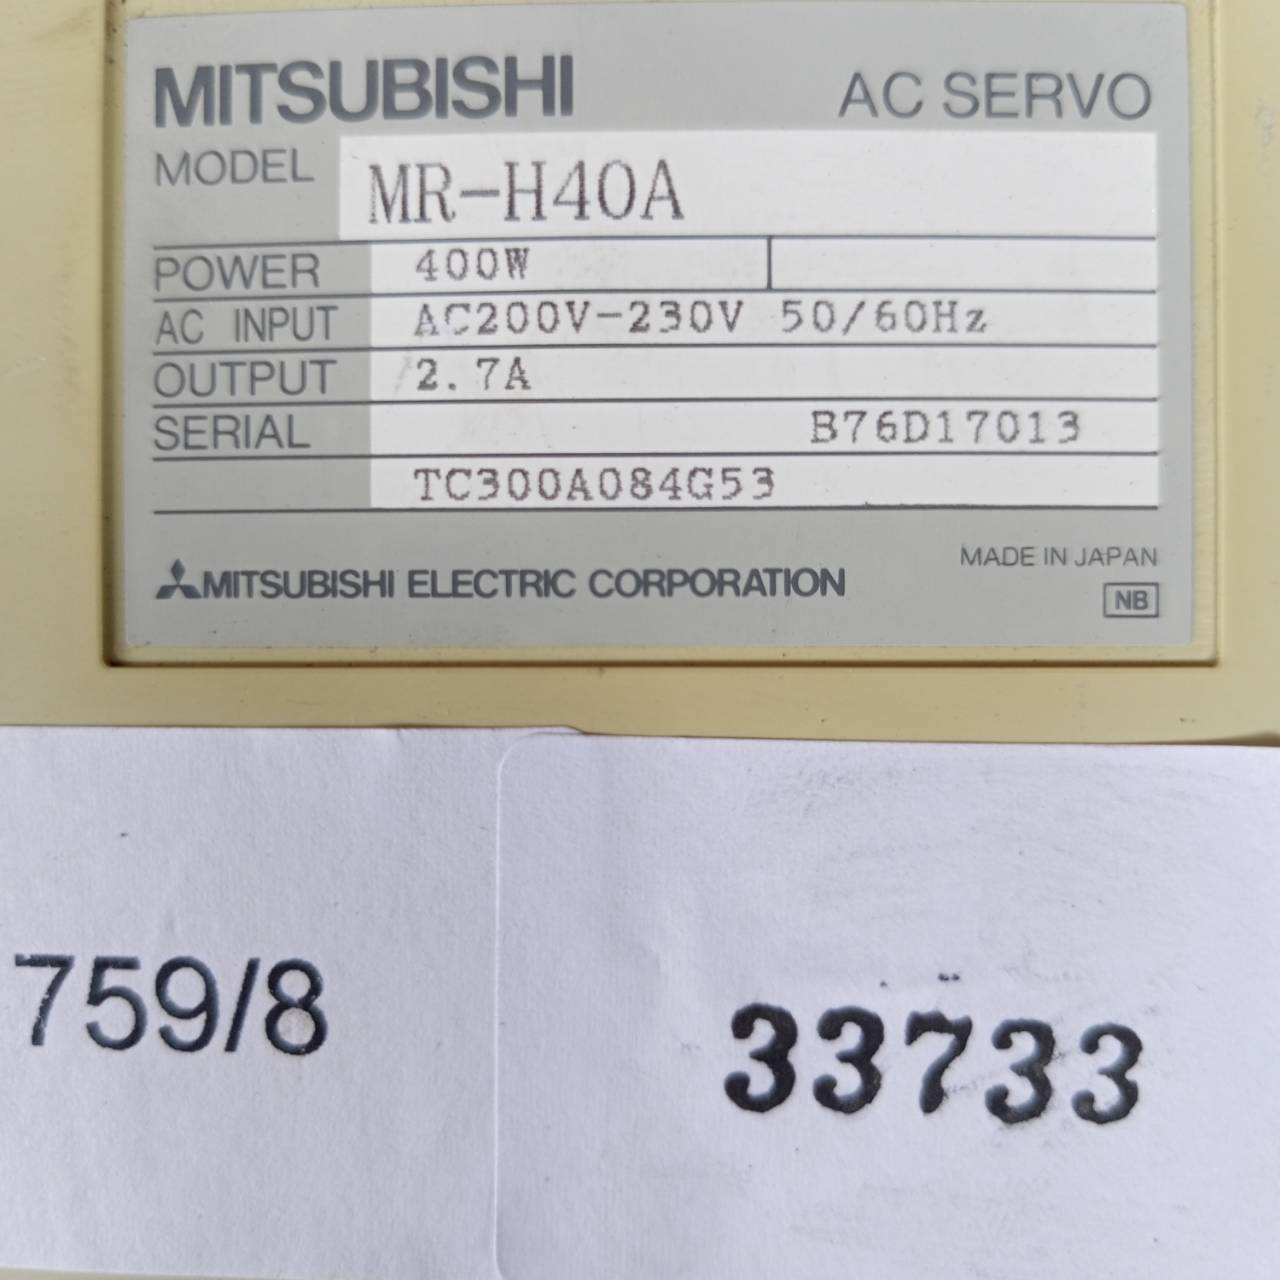 MITSUBISHI AC SERVO
MODEL MR-H40A
POWER 400W
AC INPUT AC200V-230V 50/60Hz
OUTPUT 2.7A
SERIAL B76D17013
TC300A084G53
MADE IN JAPAN
MITSUBISHI ELECTRIC CORPORATION
NB
759/8
33733